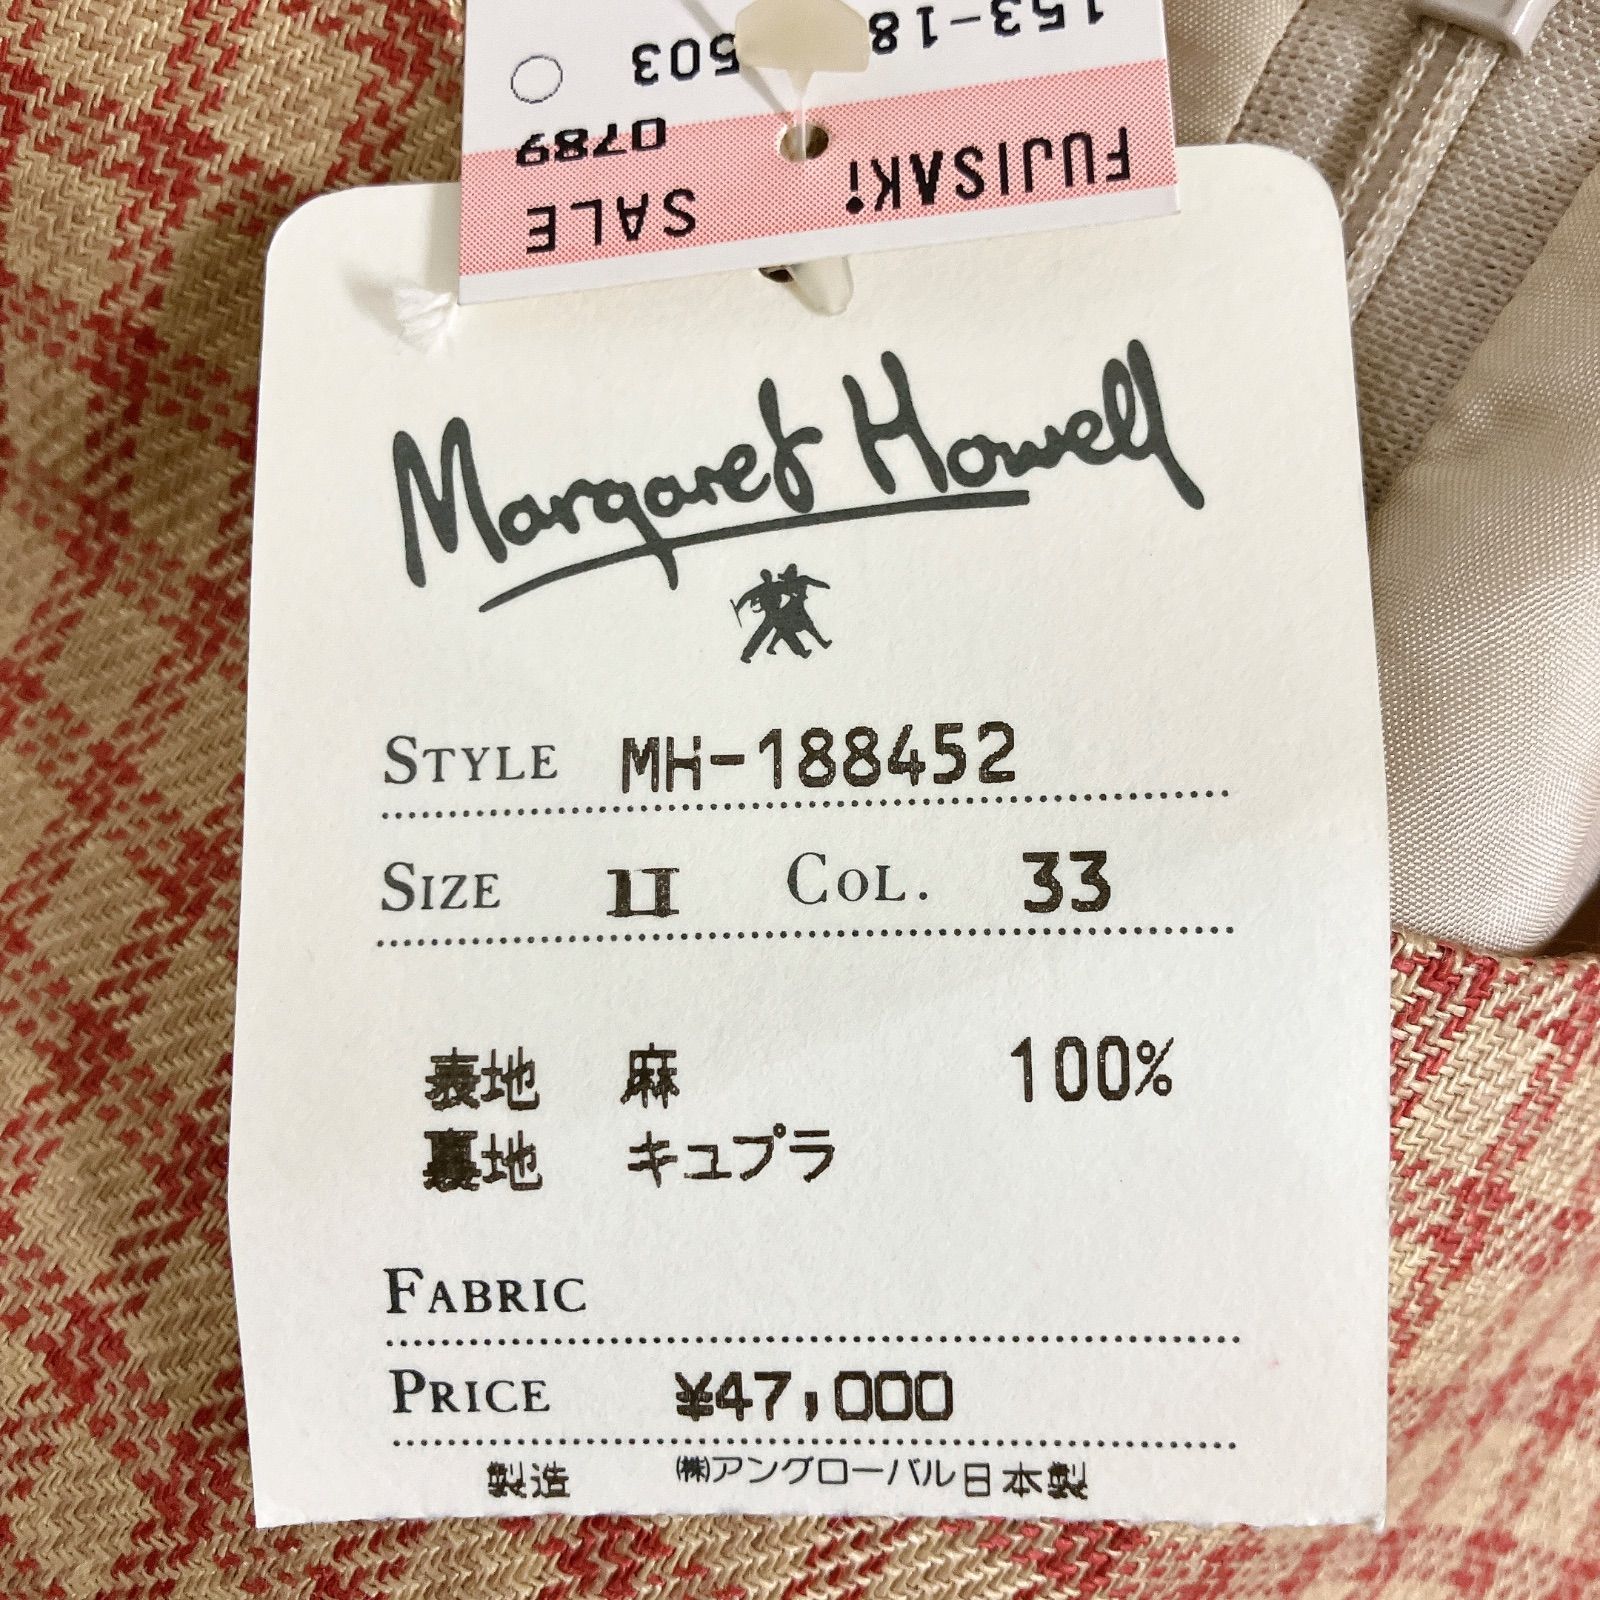 153-18
503
0789
FUJISAKi SALE
Margaret Howell
STYLE MH-188452
SIZE II COL. 33
表地 麻 100%
裏地 キュプラ
FABRIC
PRICE ¥47,000
製造 ㈱アングローバル 日本製